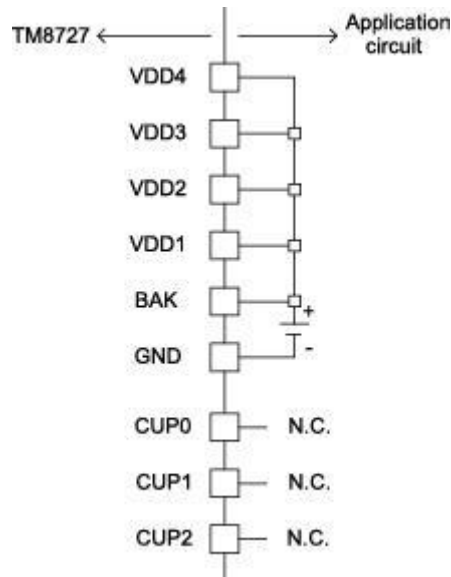 TM8727
Application
circuit
VDD4
VDD3
VDD2
VDD1
BAK
+
GND
-
CUP0 N.C.
CUP1 N.C.
CUP2 N.C.